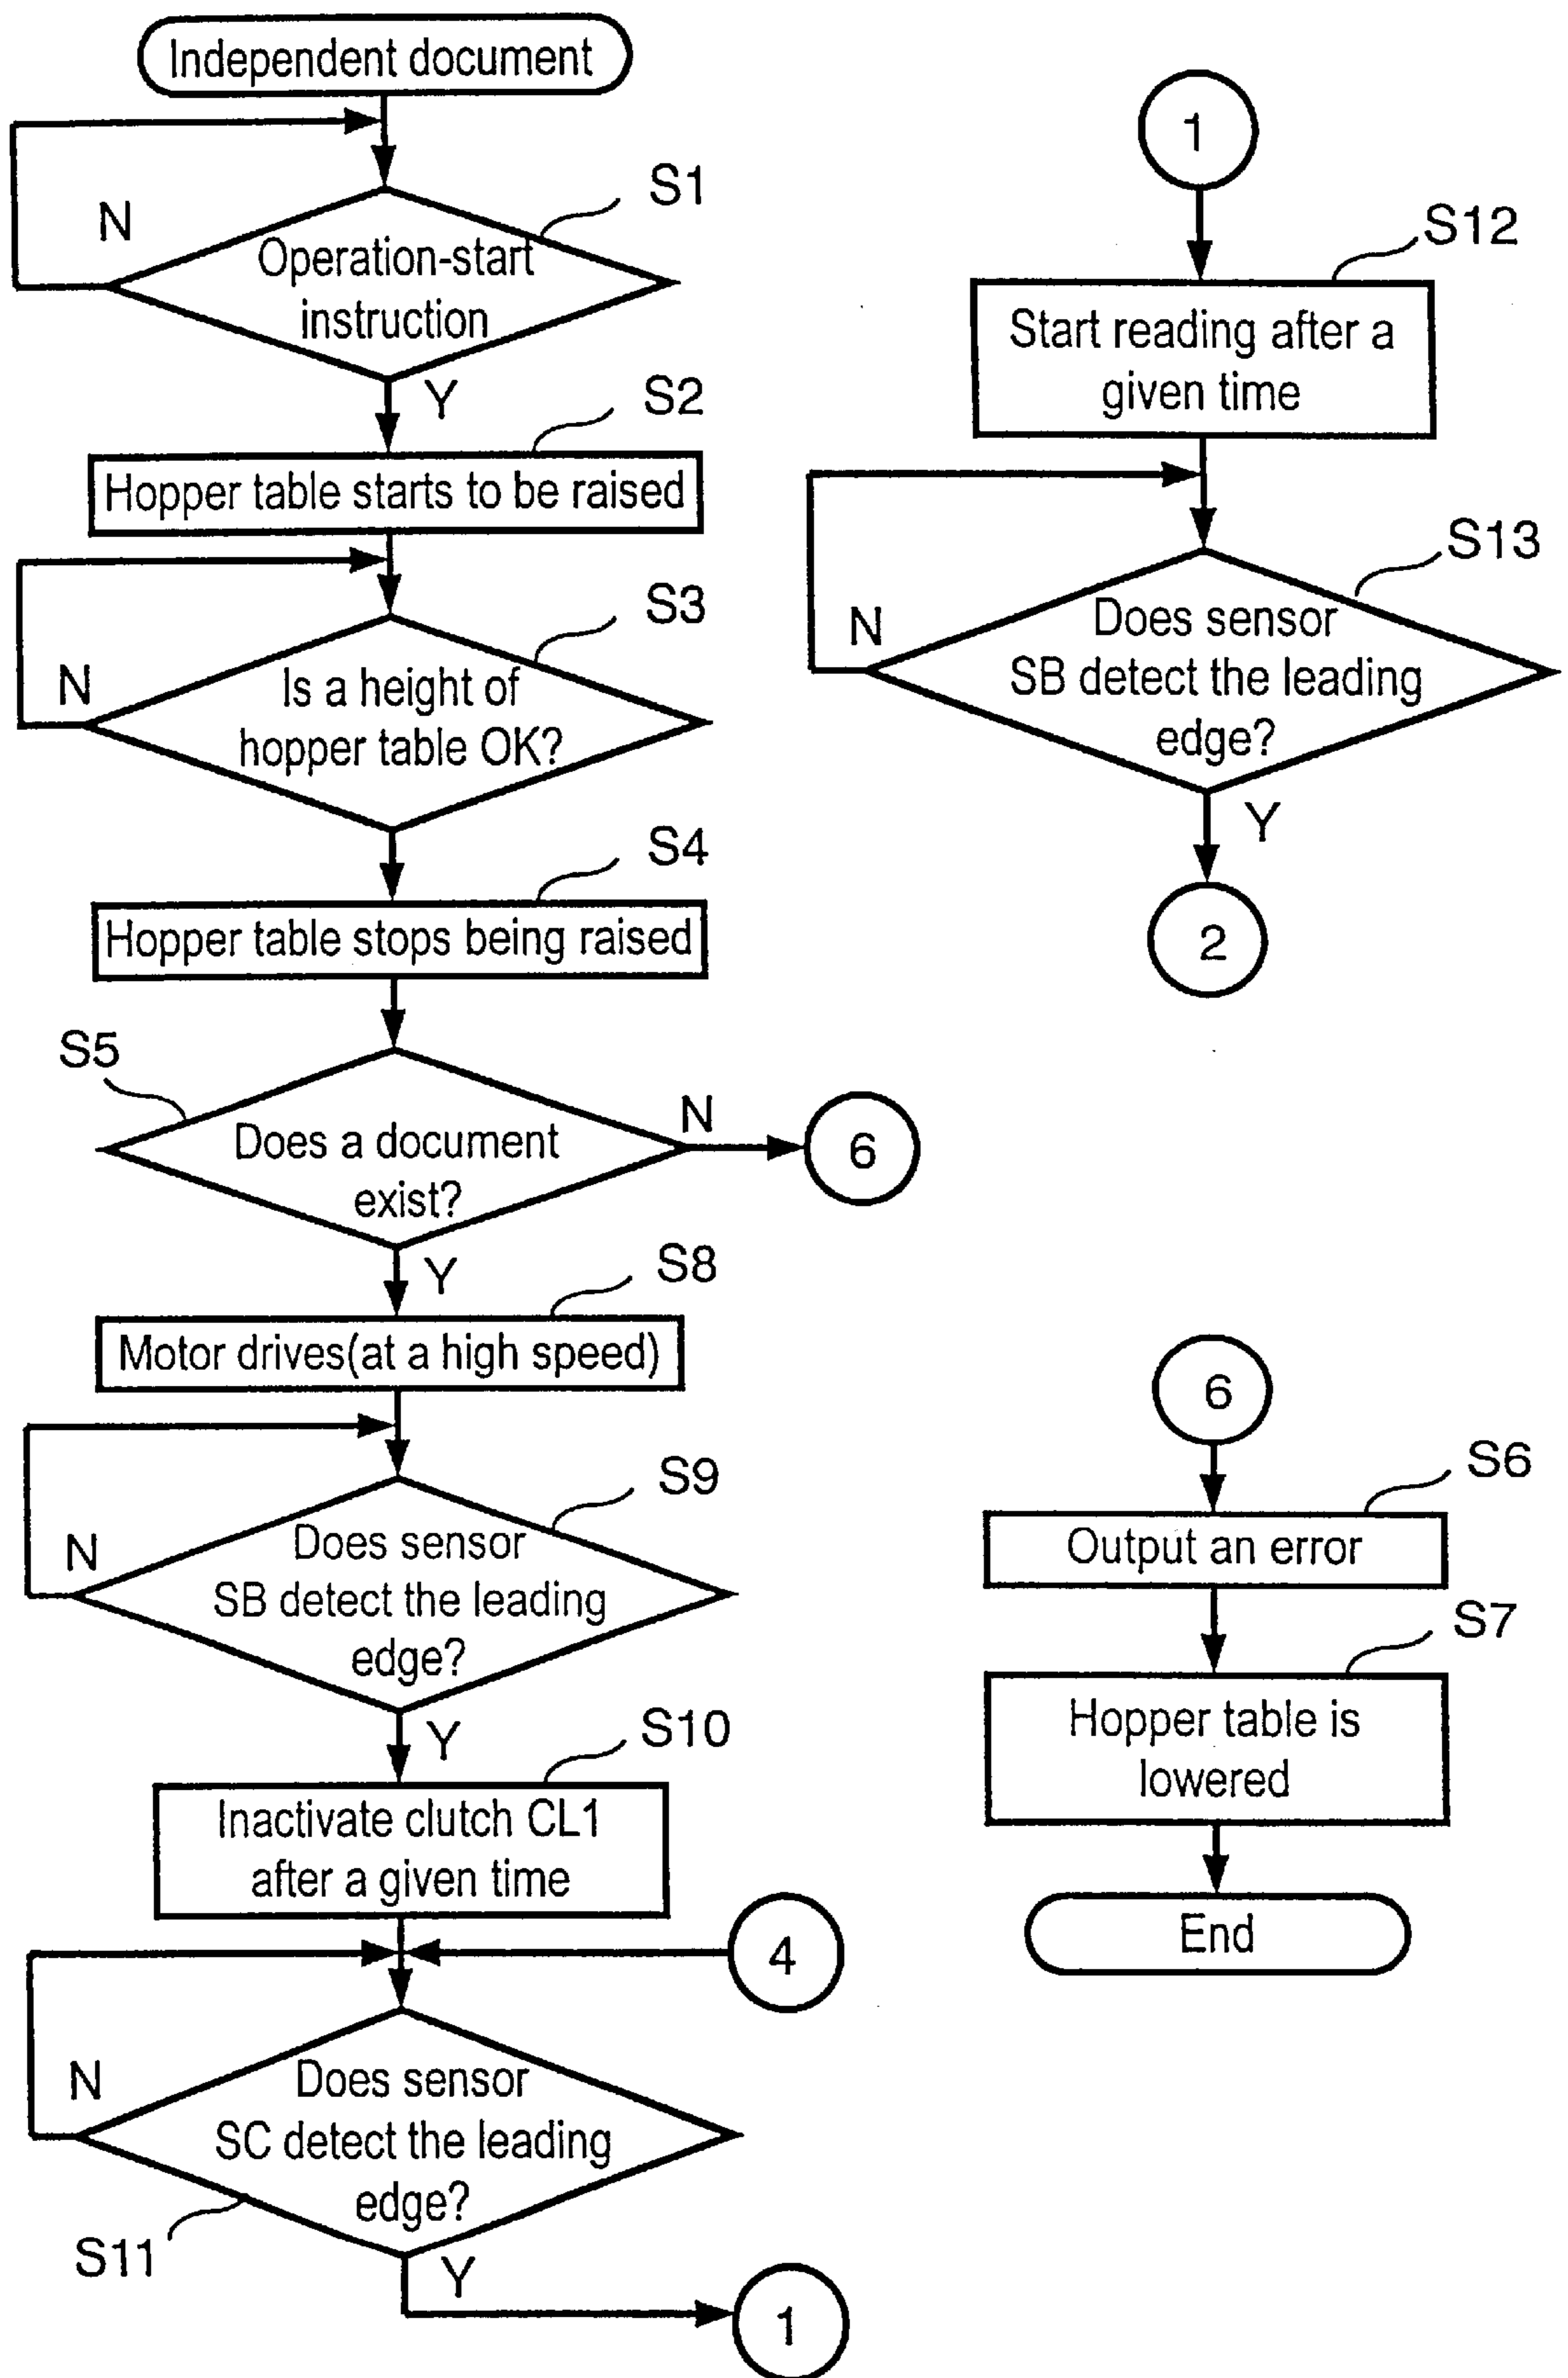 Independent document
S1
N
Operation-start
instruction
Y
S2
Hopper table starts to be raised
S3
N
Is a height of
hopper table OK?
S4
Hopper table stops being raised
S5
Does a document
exist?
N
6
Y
S8
Motor drives(at a high speed)
S9
N
Does sensor
SB detect the leading
edge?
Y
S10
Inactivate clutch CL1
after a given time
4
N
Does sensor
SC detect the leading
edge?
S11
Y
1
1
S12
Start reading after a
given time
S13
N
Does sensor
SB detect the leading
edge?
Y
2
6
S6
Output an error
S7
Hopper table is
lowered
End